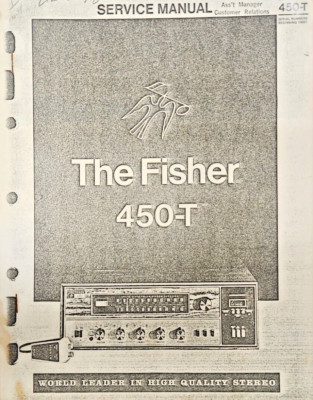 SERVICE MANUAL
Ass't Manager
Customer Relations
450-T
The Fisher
450-T
WORLD LEADER IN HIGH QUALITY STEREO